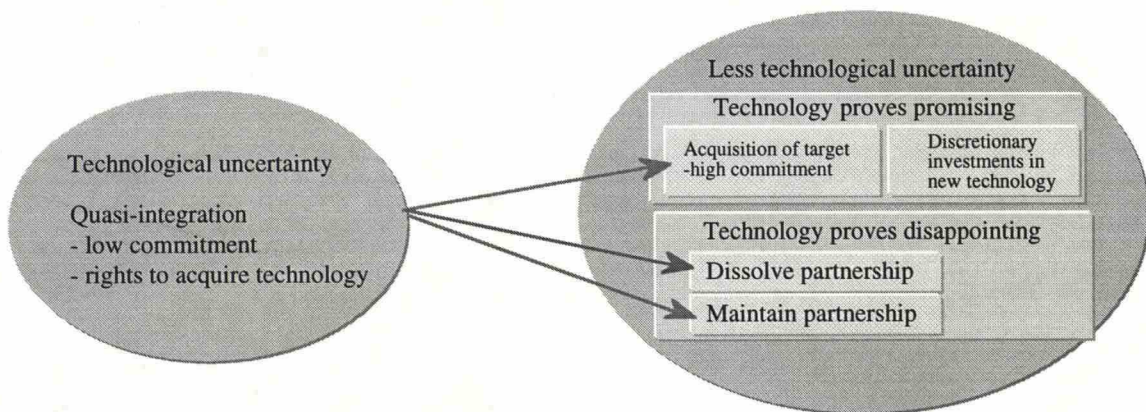 Technological uncertainty
Quasi-integration
- low commitment
- rights to acquire technology
Less technological uncertainty
Technology proves promising
Acquisition of target
-high commitment
Discretionary
investments in
new technology
Technology proves disappointing
Dissolve partnership
Maintain partnership